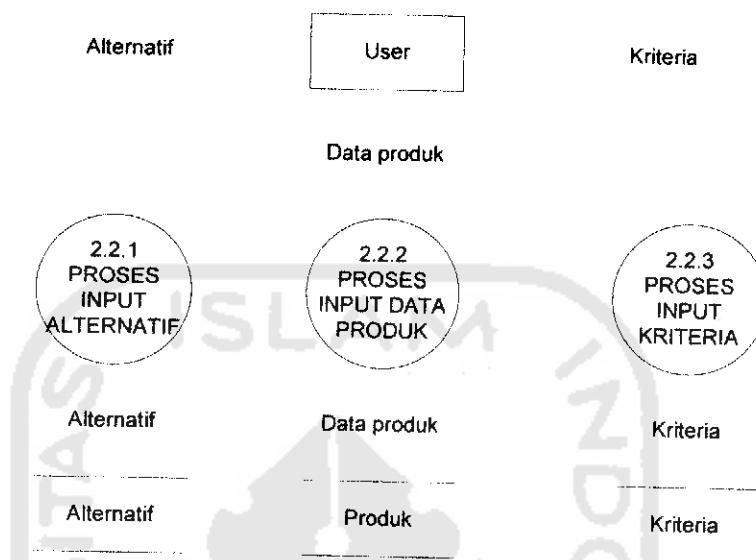 Alternatif
User
Kriteria
Data produk
2.2.1
PROSES
INPUT
ALTERNATIF
2.2.2
PROSES
INPUT DATA
PRODUK
2.2.3
PROSES
INPUT
KRITERIA
Alternatif
Data produk
Kriteria
Alternatif
Produk
Kriteria
ISLAM